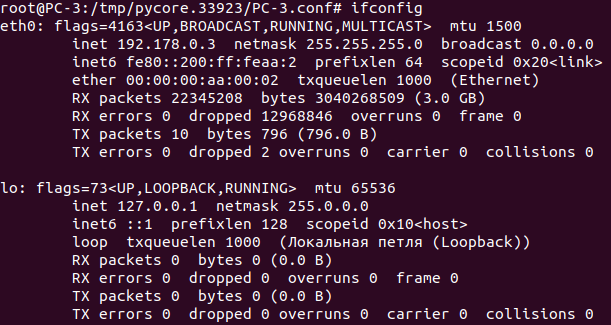 root@PC-3:/tmp/pycore.33923/PC-3.conf# ifconfig
eth0: flags=4163<UP,BROADCAST,RUNNING,MULTICAST>  mtu 1500
        inet 192.178.0.3  netmask 255.255.255.0  broadcast 0.0.0.0
        inet6 fe80::200:ff:feaa:2  prefixlen 64  scopeid 0x20<link>
        ether 00:00:00:aa:00:02  txqueuelen 1000  (Ethernet)
        RX packets 22345208  bytes 3040268509 (3.0 GB)
        RX errors 0  dropped 12968846  overruns 0  frame 0
        TX packets 10  bytes 796 (796.0 B)
        TX errors 0  dropped 2 overruns 0  carrier 0  collisions 0

lo: flags=73<UP,LOOPBACK,RUNNING>  mtu 65536
        inet 127.0.0.1  netmask 255.0.0.0
        inet6 ::1  prefixlen 128  scopeid 0x10<host>
        loop  txqueuelen 1000  (Локальная петля (Loopback))
        RX packets 0  bytes 0 (0.0 B)
        RX errors 0  dropped 0  overruns 0  frame 0
        TX packets 0  bytes 0 (0.0 B)
        TX errors 0  dropped 0 overruns 0  carrier 0  collisions 0